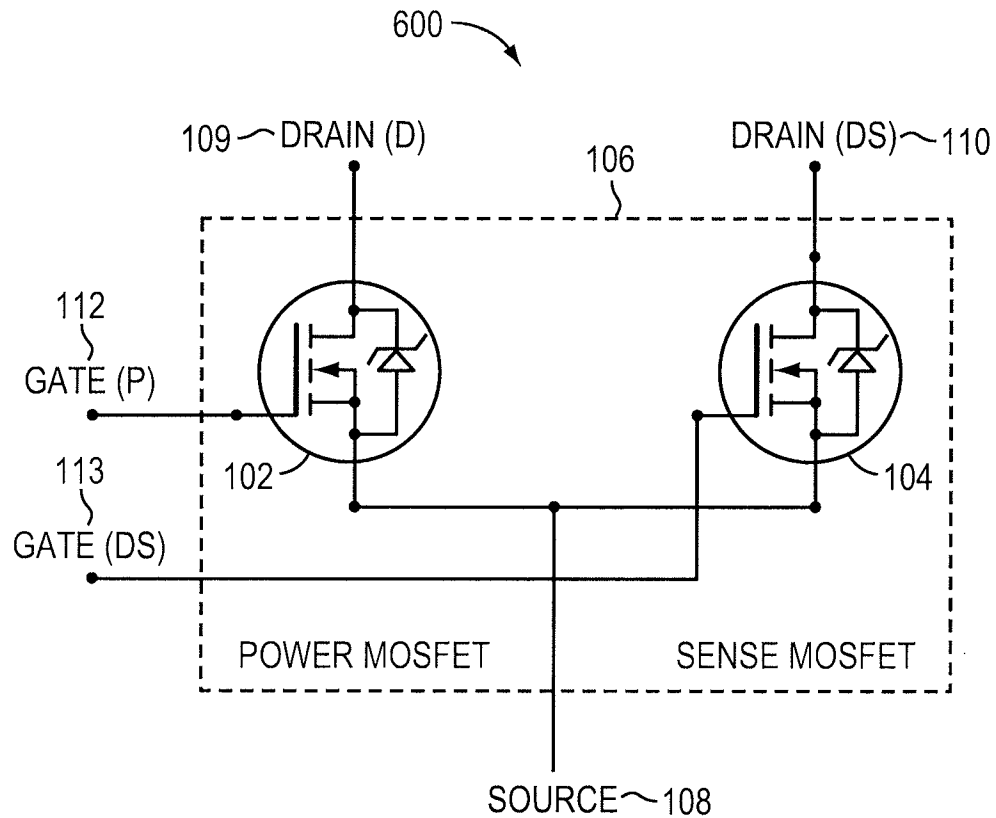 600
109 DRAIN (D)
DRAIN (DS) 110
106
112
GATE (P)
102
104
113
GATE (DS)
POWER MOSFET
SENSE MOSFET
SOURCE 108